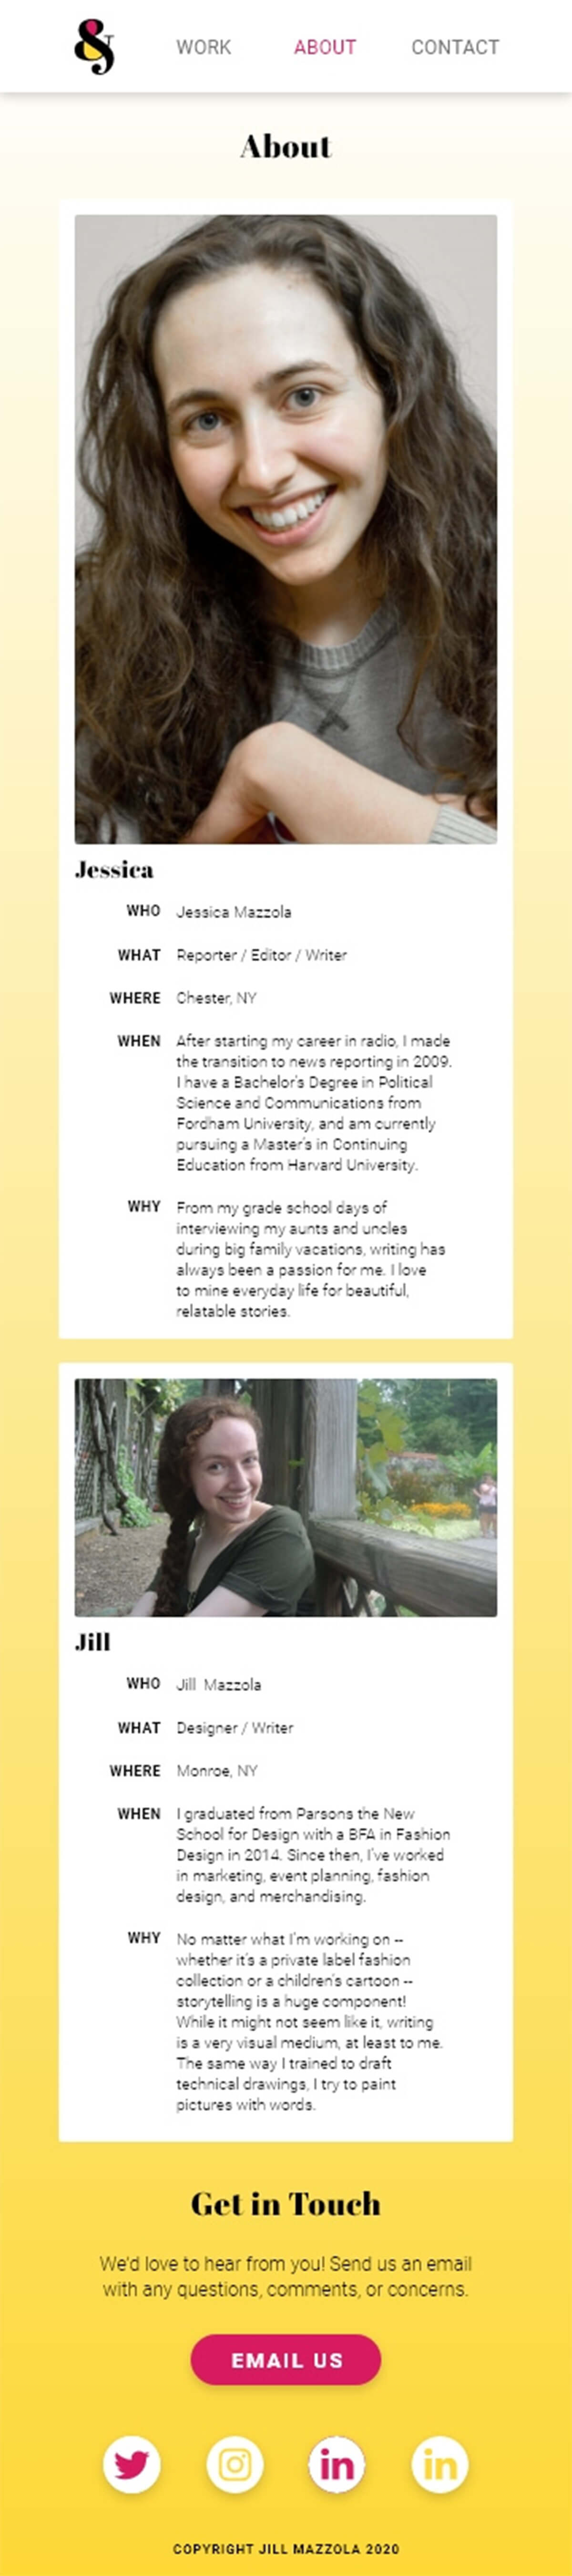 &
WORK ABOUT CONTACT
About
Jessica
WHO Jessica Mazzola
WHAT Reporter / Editor / Writer
WHERE Chester, NY
WHEN After starting my career in radio, I made
the transition to news reporting in 2009.
I have a Bachelor's Degree in Political
Science and Communications from
Fordham University, and am currently
pursuing a Master's in Continuing
Education from Harvard University.
WHY From my grade school days of
interviewing my aunts and uncles
during big family vacations, writing has
always been a passion for me. I love
to mine everyday life for beautiful,
relatable stories.
Jill
WHO Jill Mazzola
WHAT Designer / Writer
WHERE Monroe, NY
WHEN I graduated from Parsons the New
School for Design with a BFA in Fashion
Design in 2014. Since then, I've worked
in marketing, event planning, fashion
design, and merchandising.
WHY No matter what I'm working on --
whether it's a private label fashion
collection or a children's cartoon --
storytelling is a huge component!
While it might not seem like it, writing
is a very visual medium, at least to me.
The same way I trained to draft
technical drawings, I try to paint
pictures with words.
Get in Touch
We'd love to hear from you! Send us an email
with any questions, comments, or concerns.
EMAIL US
in in
COPYRIGHT JILL MAZZOLA 2020